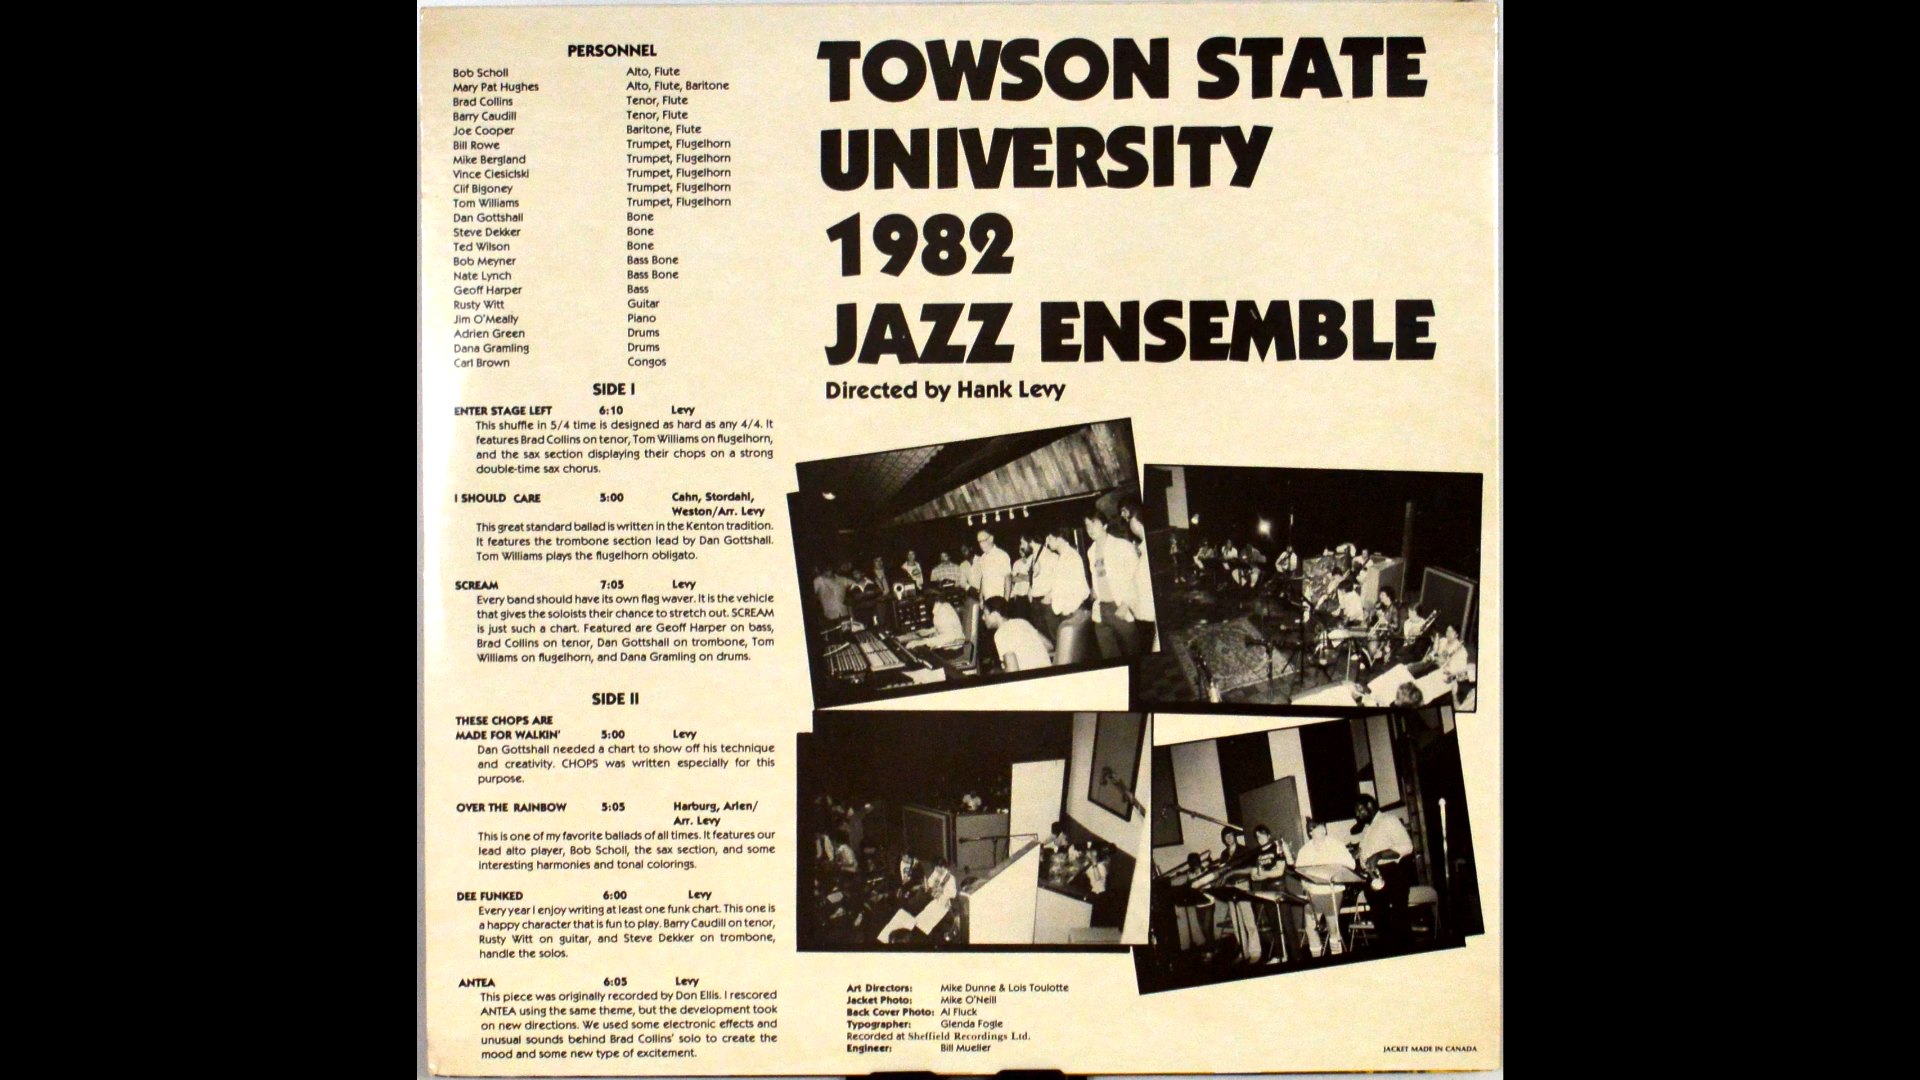 PERSONNEL
Bob Scholl Alto, Flute
Mary Pat Hughes Alto, Flute, Baritone
Brad Collins Tenor, Flute
Barry Caudill Tenor, Flute
Joe Cooper Baritone, Flute
Bill Rowe Trumpet, Flugelhorn
Mike Bergland Trumpet, Flugelhorn
Vince Ciesiclski Trumpet, Flugelhorn
Clif Bigoney Trumpet, Flugelhorn
Tom Williams Trumpet, Flugelhorn
Dan Gottshall Bone
Steve Dekker Bone
Ted Wilson Bone
Bob Meyner Bass Bone
Nate Lynch Bass Bone
Geoff Harper Bass
Rusty Witt Guitar
Jim O'Meally Piano
Adrien Green Drums
Dana Gramling Drums
Carl Brown Congos
SIDE I
ENTER STAGE LEFT 6:10 Levy
This shuffle in 5/4 time is designed as hard as any 4/4. It
features Brad Collins on tenor, Tom Williams on flugelhorn,
and the sax section displaying their chops on a strong
double-time sax chorus.
I SHOULD CARE 5:00 Cahn, Stordahl,
Weston/Arr. Levy
This great standard ballad is written in the Kenton tradition.
It features the trombone section lead by Dan Gottshall.
Tom Williams plays the flugelhorn obligato.
SCREAM 7:05 Levy
Every band should have its own flag waver. It is the vehicle
that gives the soloists their chance to stretch out. SCREAM
is just such a chart. Featured are Geoff Harper on bass,
Brad Collins on tenor, Dan Gottshall on trombone, Tom
Williams on flugelhorn, and Dana Gramling on drums.
SIDE II
THESE CHOPS ARE
MADE FOR WALKIN' 5:00 Levy
Dan Gottshall needed a chart to show off his technique
and creativity. CHOPS was written especially for this
purpose.
OVER THE RAINBOW 5:05 Harburg, Arlen/
Arr. Levy
This is one of my favorite ballads of all times. It features our
lead alto player, Bob Scholl, the sax section, and some
interesting harmonies and tonal colorings.
DEE FUNKED 6:00 Levy
Every year I enjoy writing at least one funk chart. This one is
a happy character that is fun to play. Barry Caudill on tenor,
Rusty Witt on guitar, and Steve Dekker on trombone,
handle the solos.
ANTEA 6:05 Levy
This piece was originally recorded by Don Ellis. I rescored
ANTEA using the same theme, but the development took
on new directions. We used some electronic effects and
unusual sounds behind Brad Collins' solo to create the
mood and some new type of excitement.
TOWSON STATE
UNIVERSITY
1982
JAZZ ENSEMBLE
Directed by Hank Levy
Art Directors: Mike Dunne & Lois Toulotte
Jacket Photo: Mike O'Neill
Back Cover Photo: Al Fluck
Typographer: Glenda Fogle
Recorded at Sheffield Recordings Ltd.
Engineer: Bill Mueller
JACKET MADE IN CANADA